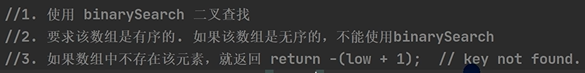 //1. 使用 binarySearch 二叉查找
//2. 要求该数组是有序的. 如果该数组是无序的，不能使用binarySearch
//3. 如果数组中不存在该元素，就返回 return -(low + 1);  // key not found.